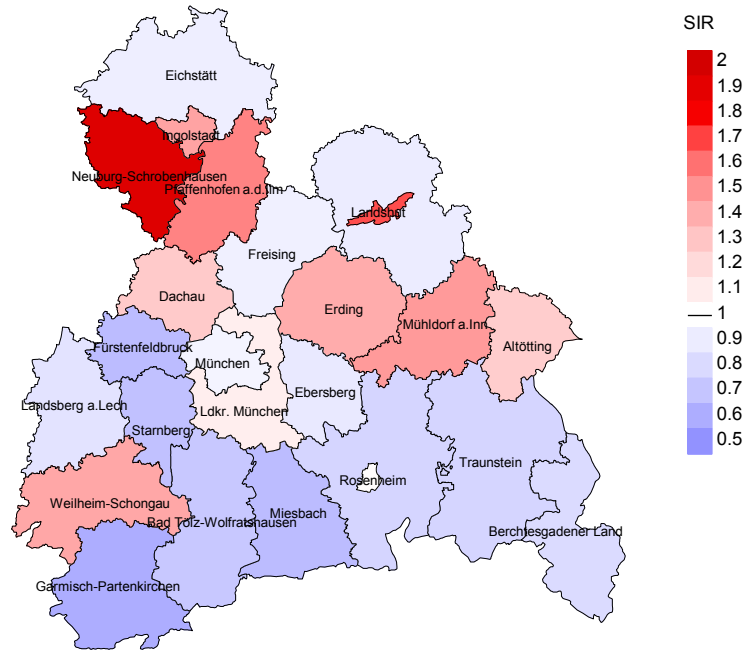 SIR
Eichstätt
Ingolstadt
Neuburg-Schrobenhausen
Pfaffenhofen a.d.Ilm
Landshut
Freising
Dachau
Erding
Mühldorf a.Inn
Altötting
Fürstenfeldbruck
München
Ebersberg
Landsberg a.Lech
Ldkr. München
Starnberg
Traunstein
Rosenheim
Weilheim-Schongau
Miesbach
Bad Tölz-Wolfratshausen
Berchtesgadener Land
Garmisch-Partenkirchen
2
1.9
1.8
1.7
1.6
1.5
1.4
1.3
1.2
1.1
1
0.9
0.8
0.7
0.6
0.5